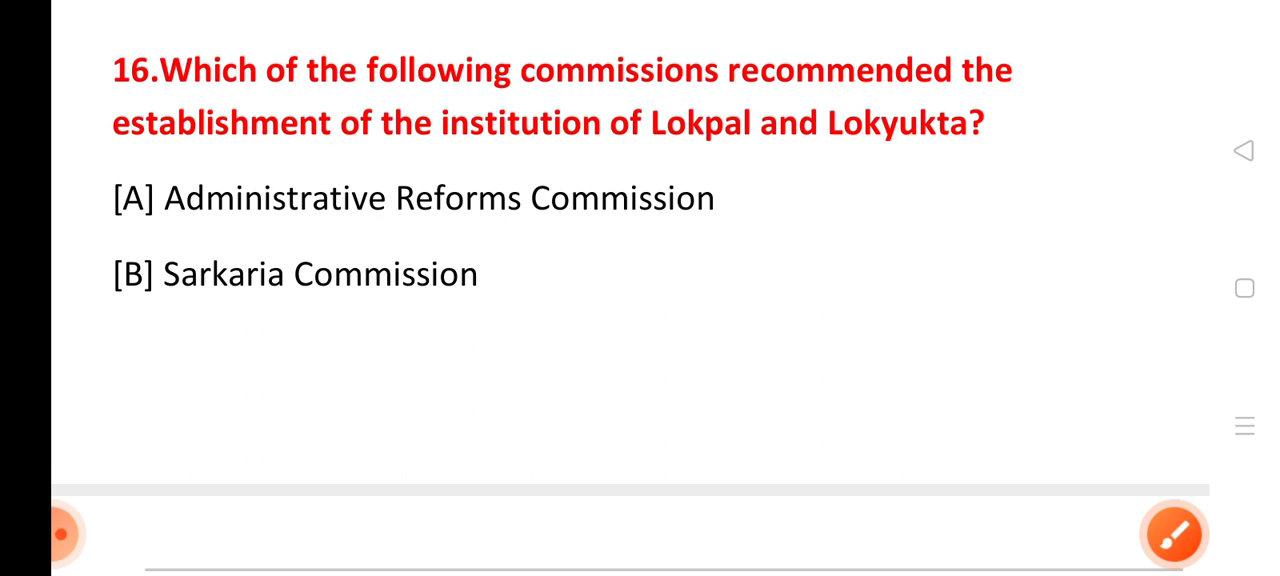 16.Which of the following commissions recommended the
establishment of the institution of Lokpal and Lokyukta?
[A] Administrative Reforms Commission
[B] Sarkaria Commission